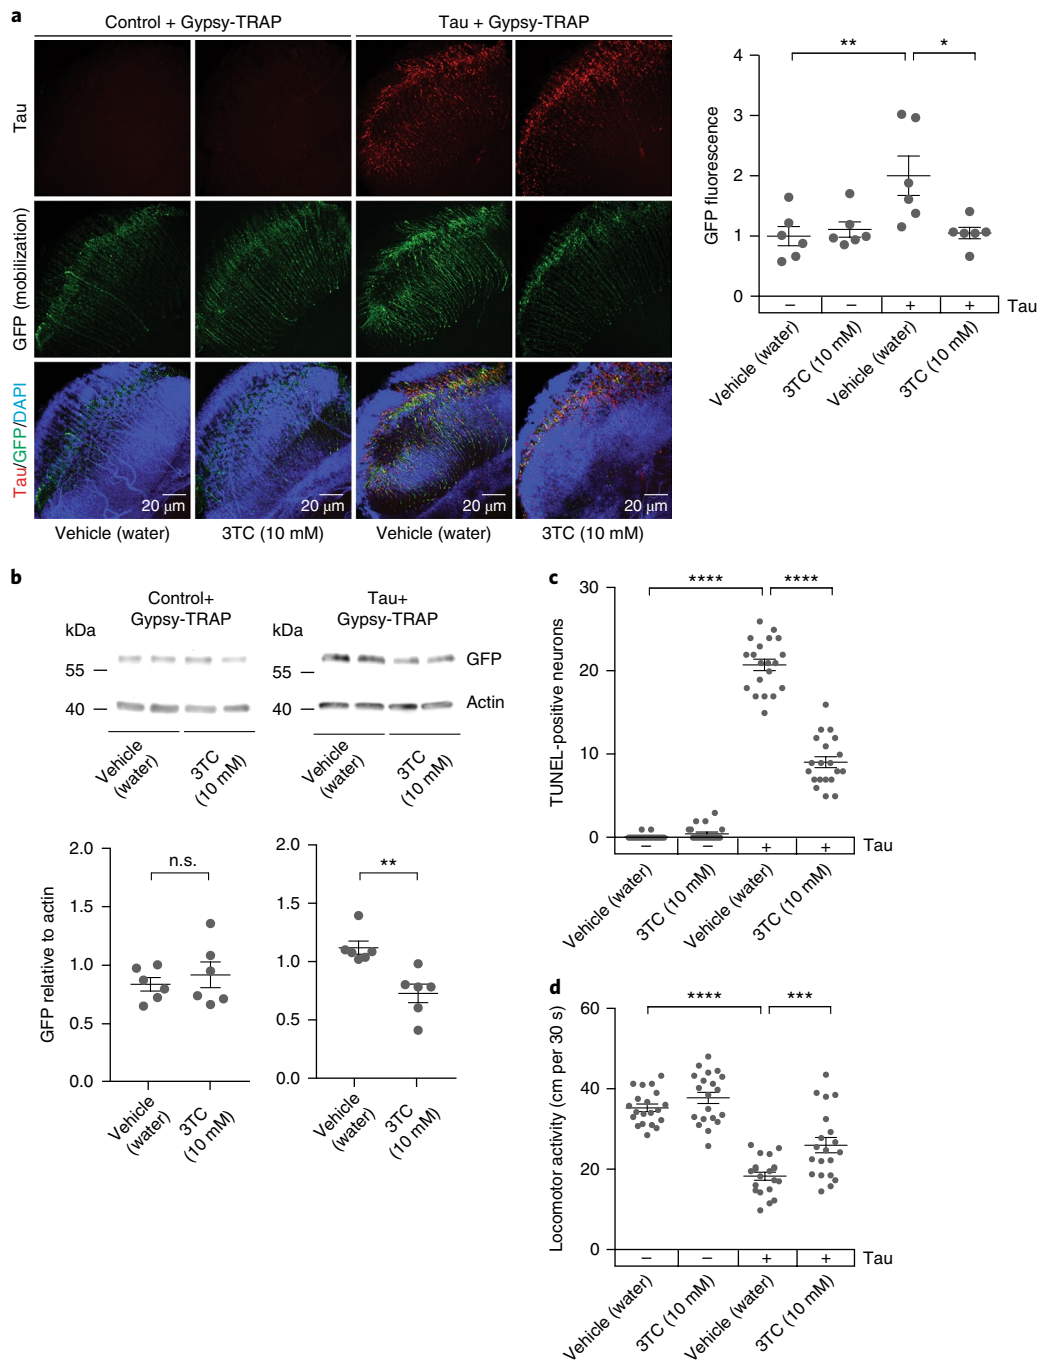 a
Control + Gypsy-TRAP
Tau + Gypsy-TRAP
Tau
GFP (mobilization)
Tau/GFP/DAPI
20 μm
20 μm
20 μm
20 μm
Vehicle (water)
3TC (10 mM)
Vehicle (water)
3TC (10 mM)
GFP fluorescence
4
3
2
1
0
**
*
− − + + Tau
Vehicle (water)
3TC (10 mM)
Vehicle (water)
3TC (10 mM)
b
Control+
Gypsy-TRAP
Tau+
Gypsy-TRAP
kDa
55
40
kDa
55
40
GFP
Actin
Vehicle
(water)
3TC
(10 mM)
Vehicle
(water)
3TC
(10 mM)
GFP relative to actin
2.0
1.5
1.0
0.5
0.0
n.s.
Vehicle
(water)
3TC
(10 mM)
2.0
1.5
1.0
0.5
0.0
**
Vehicle
(water)
3TC
(10 mM)
c
TUNEL-positive neurons
30
20
10
0
****
****
− − + + Tau
Vehicle (water)
3TC (10 mM)
Vehicle (water)
3TC (10 mM)
d
Locomotor activity (cm per 30 s)
60
40
20
0
****
***
− − + + Tau
Vehicle (water)
3TC (10 mM)
Vehicle (water)
3TC (10 mM)